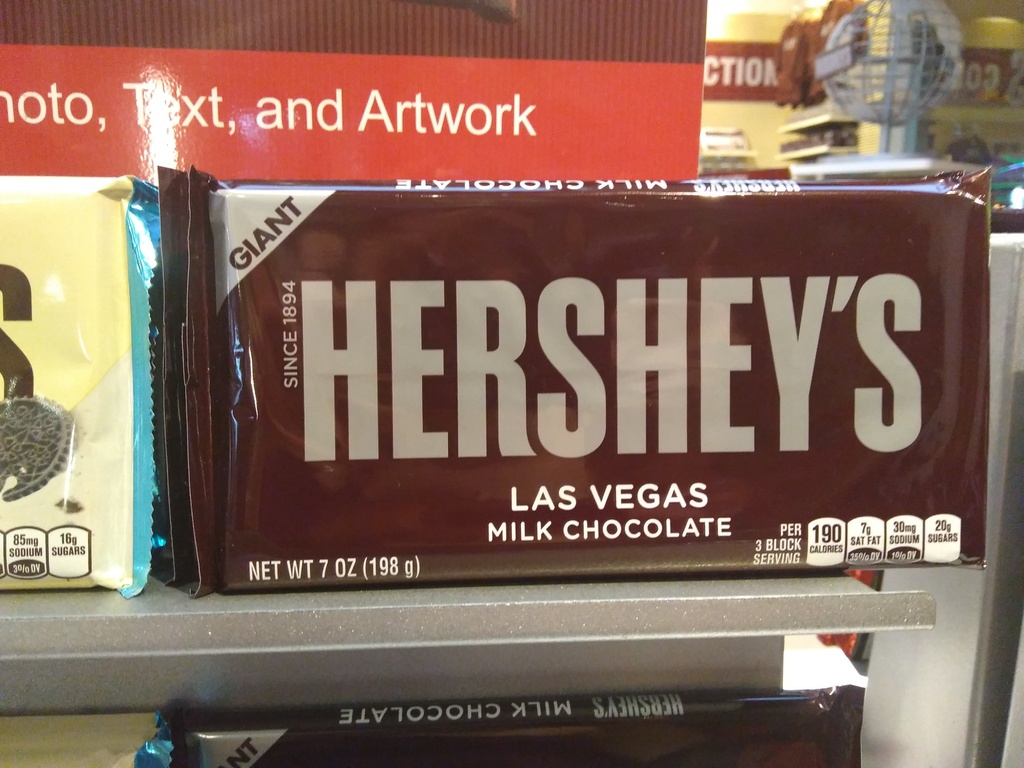 Text, and Artwork
CTION
MILK CHOCOLATE HERSHEY'S
GIANT
SINCE 1894
HERSHEY'S
LAS VEGAS
MILK CHOCOLATE
NET WT 7 OZ (198 g)
PER
3 BLOCK
SERVING
190
CALORIES
7g
SAT FAT
35% DV
30mg
SODIUM
1% DV
20g
SUGARS
S
85mg
SODIUM
3% DV
16g
SUGARS
MILK CHOCOLATE HERSHEY'S
NT